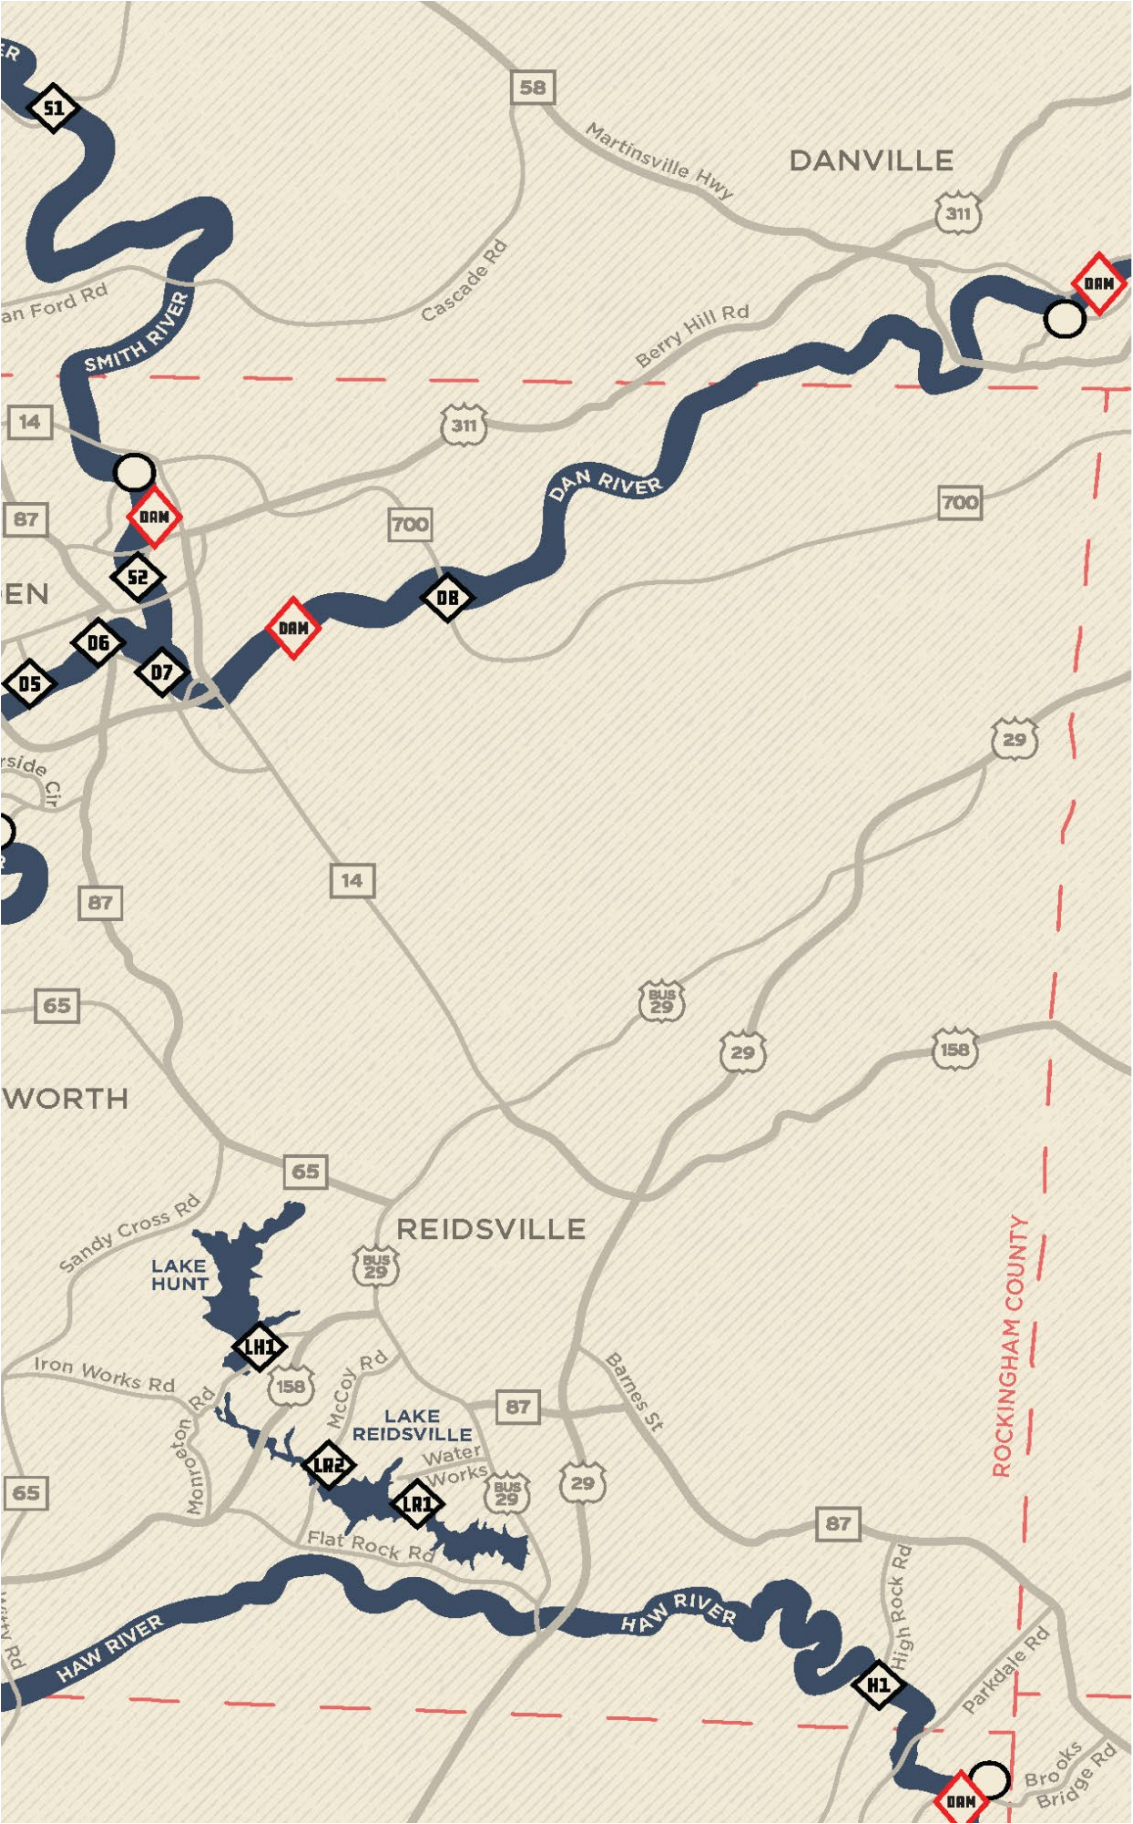 ER
S1
58
Martinsville Hwy
DANVILLE
311
DAM
an Ford Rd
Cascade Rd
SMITH RIVER
Berry Hill Rd
14
311
DAN RIVER
87
DAM
700
700
S2
EN
D8
DAM
D6
D7
D5
29
rside Cir
R
14
87
65
BUS
29
29
158
WORTH
65
Sandy Cross Rd
REIDSVILLE
LAKE
HUNT
BUS
29
ROCKINGHAM COUNTY
LH1
Iron Works Rd
158
McCoy Rd
Barnes St
Monroeton Rd
LAKE
REIDSVILLE
87
Water
Works
LR2
65
LR1
BUS
29
29
87
Flat Rock Rd
High Rock Rd
itty Rd
HAW RIVER
HAW RIVER
Parkdale Rd
H1
DAM
Brooks
Bridge Rd